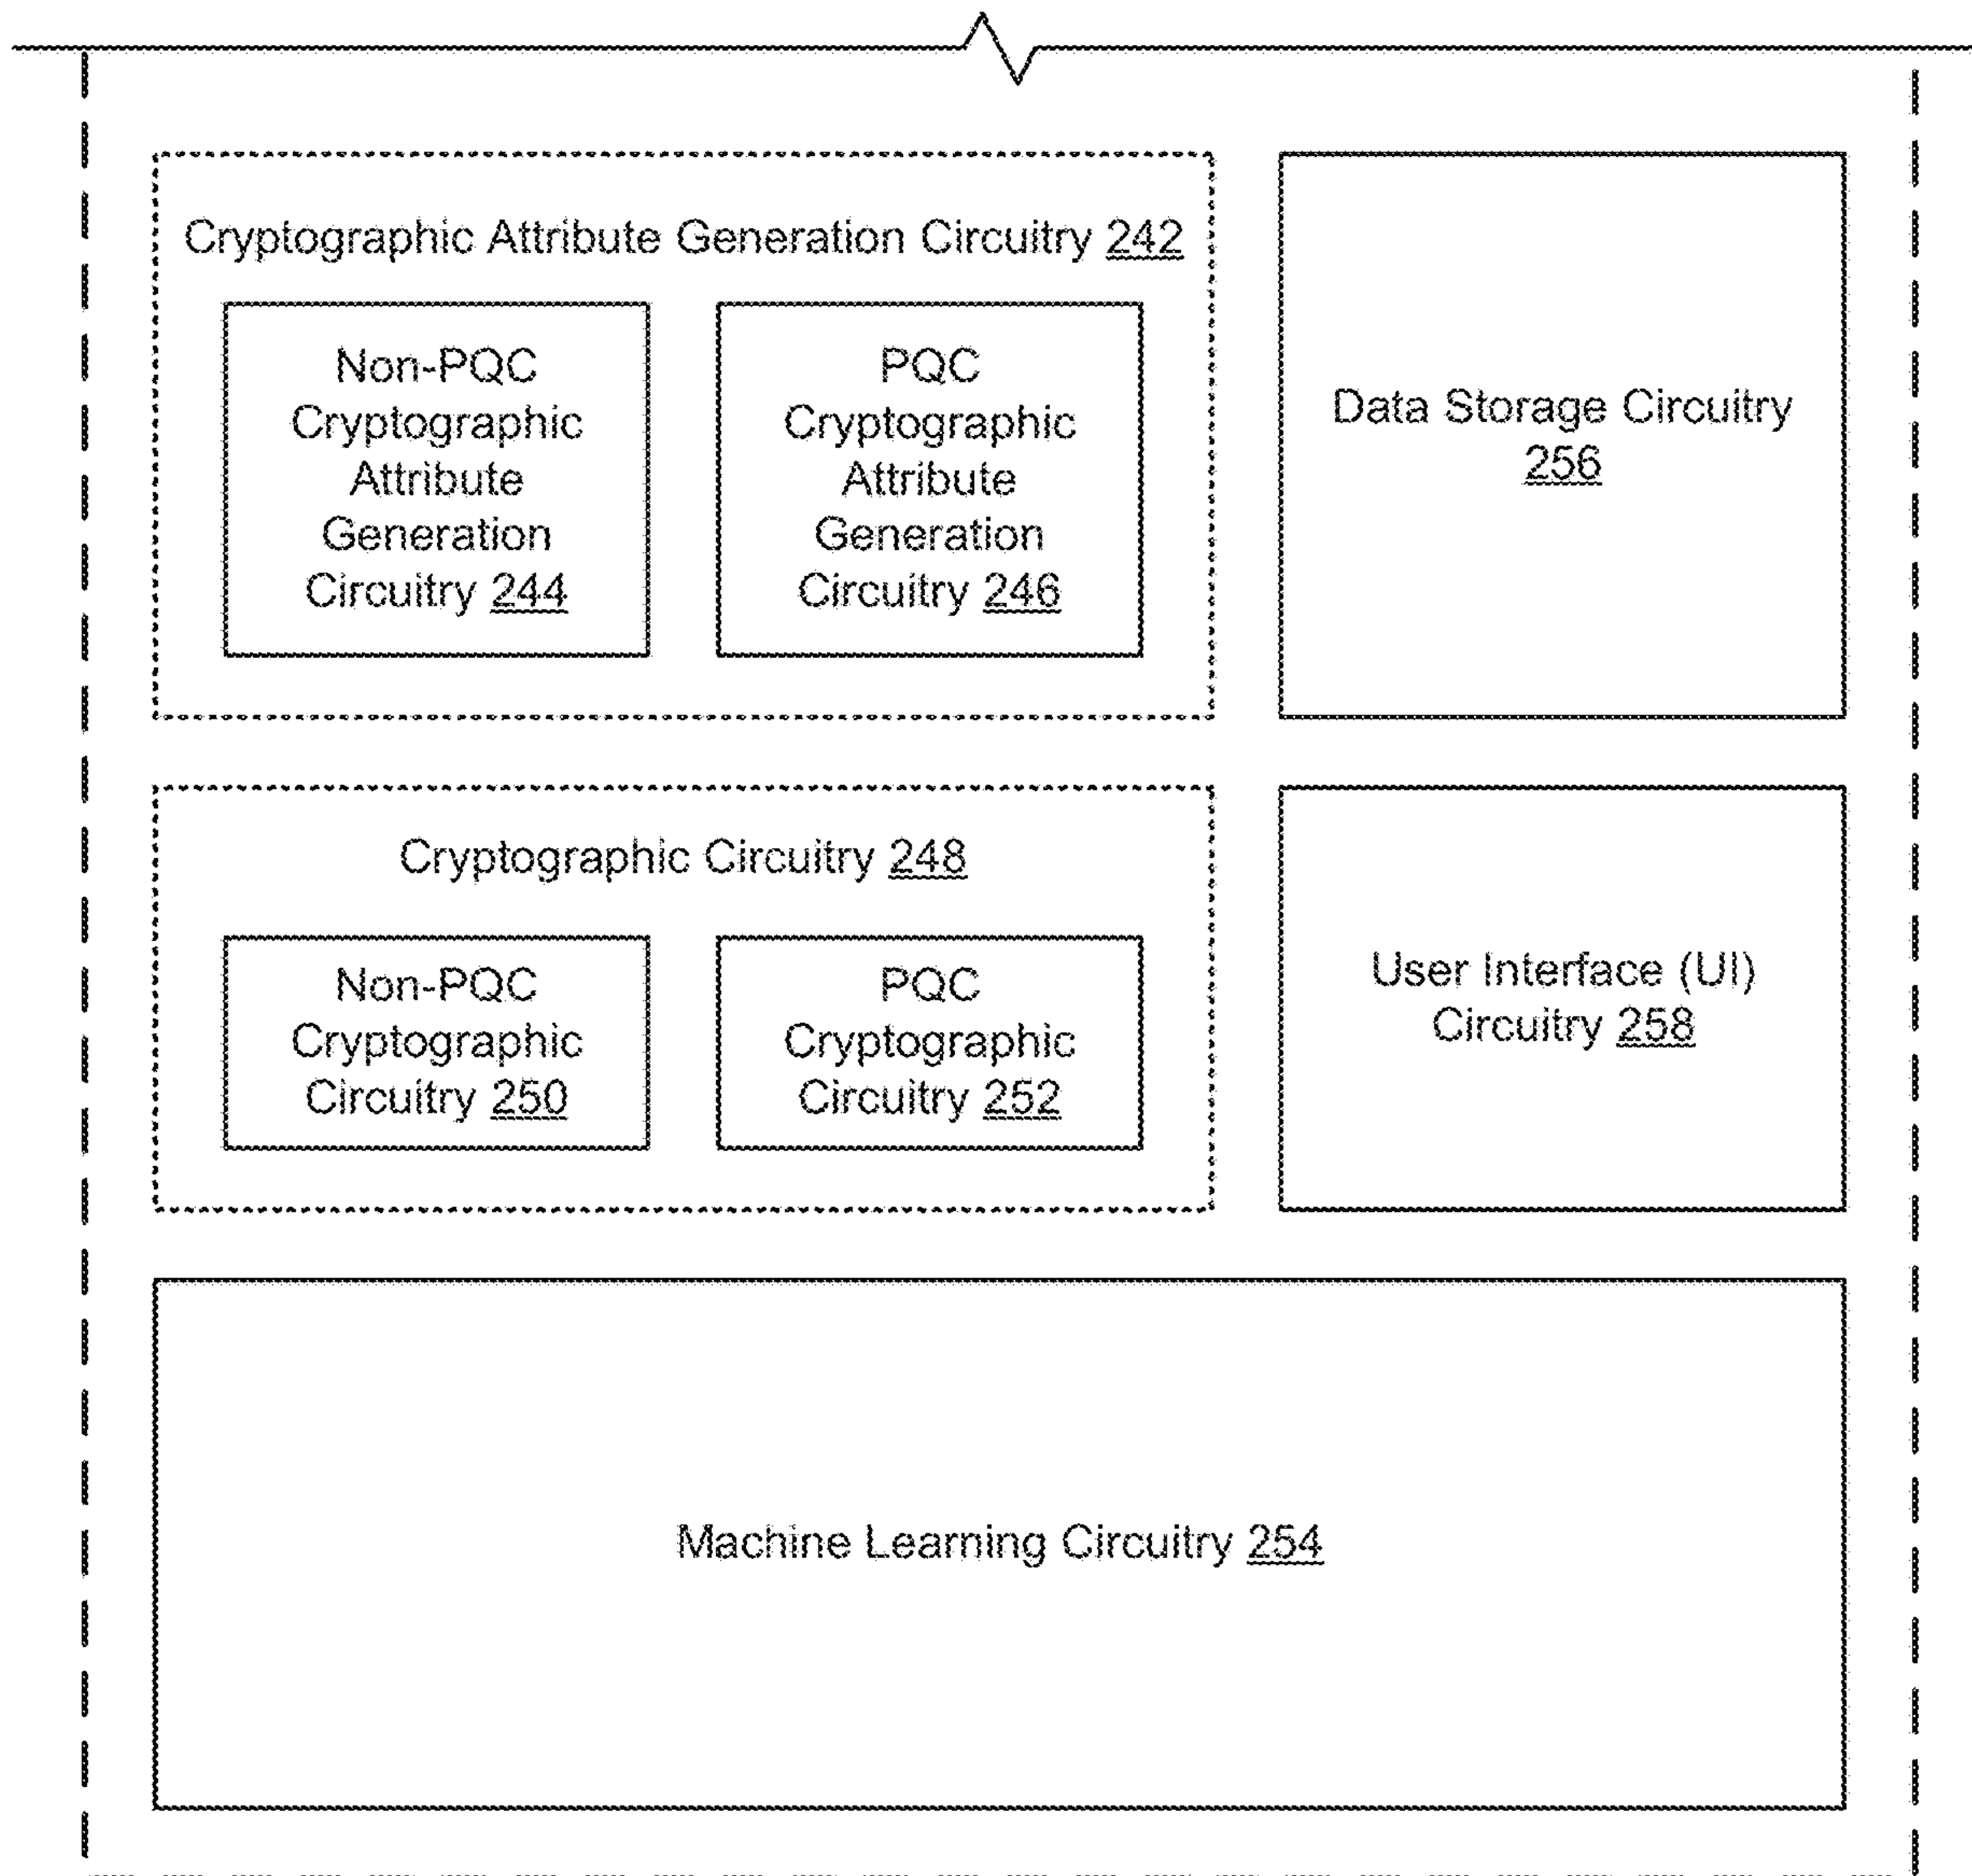 Cryptographic Attribute Generation Circuitry 242
Non-PQC
Cryptographic
Attribute
Generation
Circuitry 244
PQC
Cryptographic
Attribute
Generation
Circuitry 246
Data Storage Circuitry
256
Cryptographic Circuitry 248
Non-PQC
Cryptographic
Circuitry 250
PQC
Cryptographic
Circuitry 252
User Interface (UI)
Circuitry 258
Machine Learning Circuitry 254